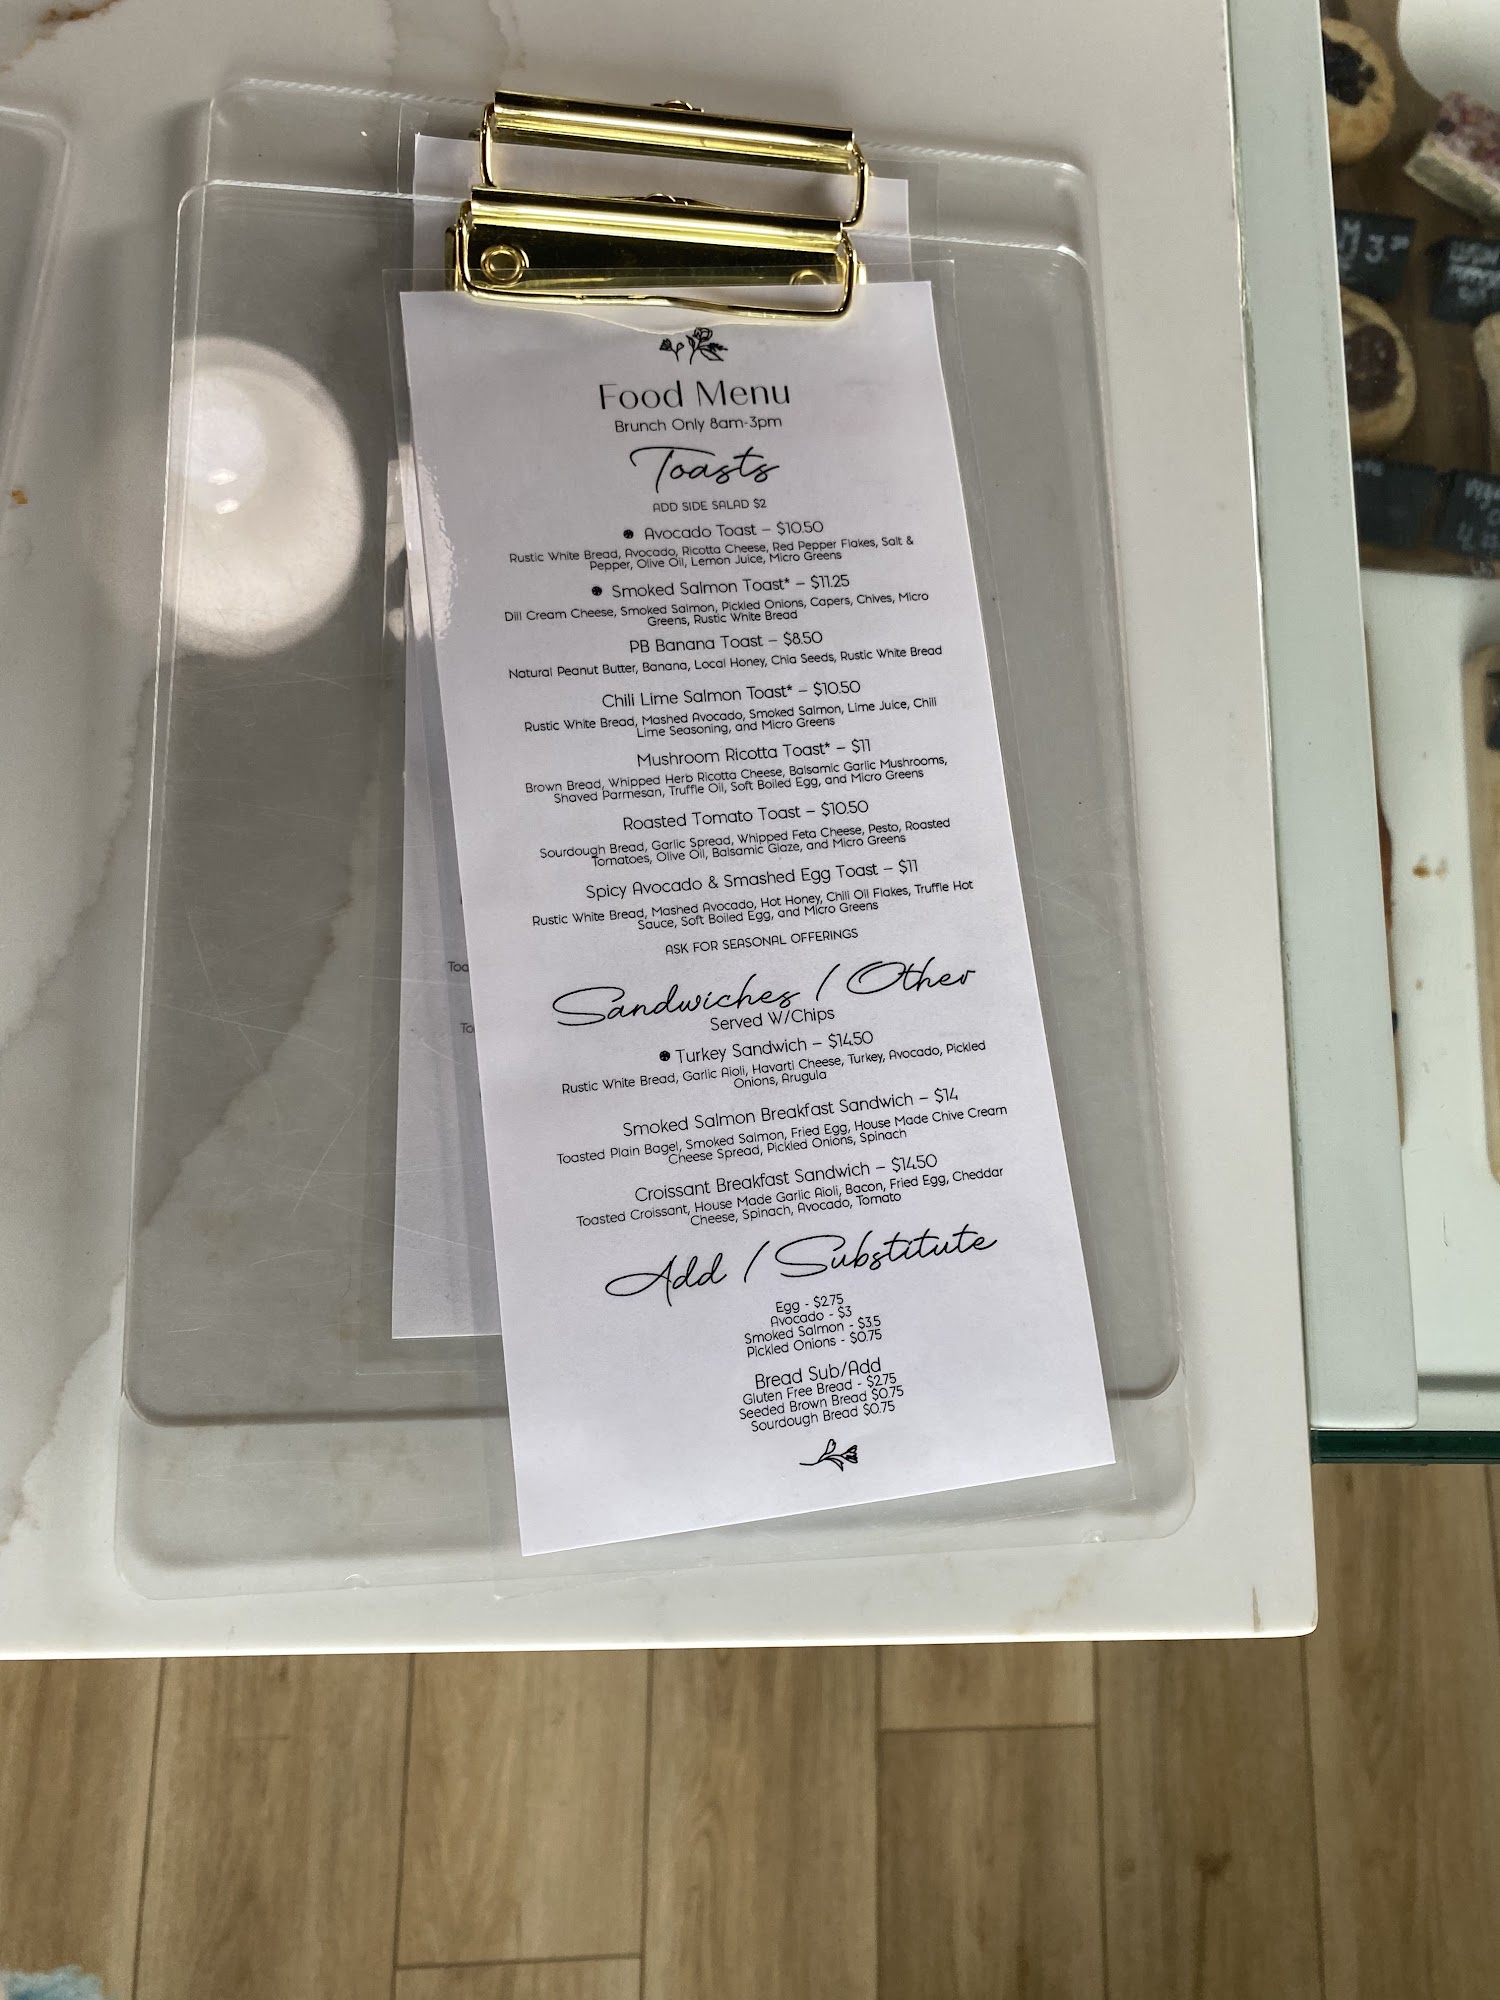 Food Menu
Brunch Only 8am-3pm
Toasts
ADD SIDE SALAD $2
Avocado Toast – $10.50
Rustic White Bread, Avocado, Ricotta Cheese, Red Pepper Flakes, Salt &
Pepper, Olive Oil, Lemon Juice, Micro Greens
Smoked Salmon Toast* – $11.25
Dill Cream Cheese, Smoked Salmon, Pickled Onions, Capers, Chives, Micro
Greens, Rustic White Bread
PB Banana Toast – $8.50
Natural Peanut Butter, Banana, Local Honey, Chia Seeds, Rustic White Bread
Chili Lime Salmon Toast* – $10.50
Rustic White Bread, Mashed Avocado, Smoked Salmon, Lime Juice, Chili
Lime Seasoning, and Micro Greens
Mushroom Ricotta Toast* – $11
Brown Bread, Whipped Herb Ricotta Cheese, Balsamic Garlic Mushrooms,
Shaved Parmesan, Truffle Oil, Soft Boiled Egg, and Micro Greens
Roasted Tomato Toast – $10.50
Sourdough Bread, Garlic Spread, Whipped Feta Cheese, Pesto, Roasted
Tomatoes, Olive Oil, Balsamic Glaze, and Micro Greens
Spicy Avocado & Smashed Egg Toast – $11
Rustic White Bread, Mashed Avocado, Hot Honey, Chili Oil Flakes, Truffle Hot
Sauce, Soft Boiled Egg, and Micro Greens
ASK FOR SEASONAL OFFERINGS
Sandwiches / Other
Served W/Chips
Turkey Sandwich – $14.50
Rustic White Bread, Garlic Aioli, Havarti Cheese, Turkey, Avocado, Pickled
Onions, Arugula
Smoked Salmon Breakfast Sandwich – $14
Toasted Plain Bagel, Smoked Salmon, Fried Egg, House Made Chive Cream
Cheese Spread, Pickled Onions, Spinach
Croissant Breakfast Sandwich – $14.50
Toasted Croissant, House Made Garlic Aioli, Bacon, Fried Egg, Cheddar
Cheese, Spinach, Avocado, Tomato
Add / Substitute
Egg - $2.75
Avocado - $3
Smoked Salmon - $3.5
Pickled Onions - $0.75
Bread Sub/Add
Gluten Free Bread - $2.75
Seeded Brown Bread $0.75
Sourdough Bread $0.75